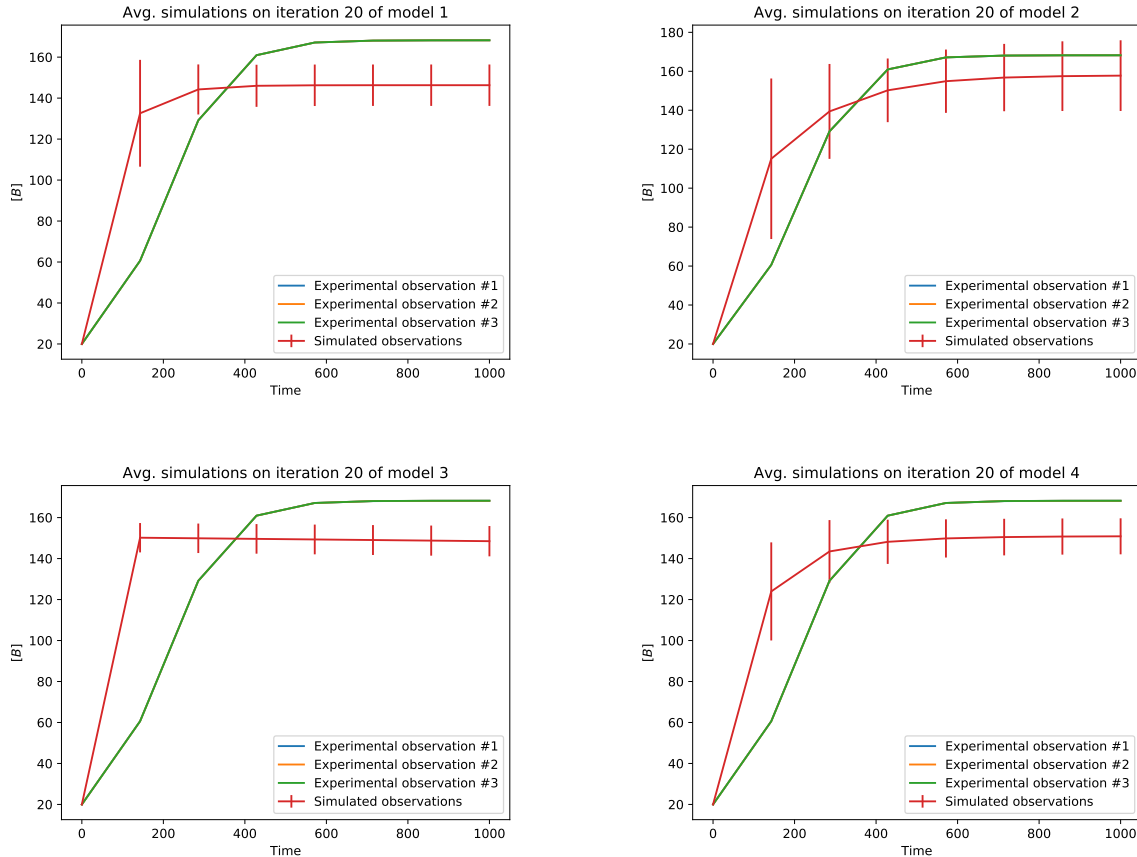 Avg. simulations on iteration 20 of model 1
160
140
120
100
80
60
40
20
[B]
0
200
400
600
800
1000
Time
Experimental observation #1
Experimental observation #2
Experimental observation #3
Simulated observations
Avg. simulations on iteration 20 of model 2
180
160
140
120
100
80
60
40
20
[B]
0
200
400
600
800
1000
Time
Experimental observation #1
Experimental observation #2
Experimental observation #3
Simulated observations
Avg. simulations on iteration 20 of model 3
160
140
120
100
80
60
40
20
[B]
0
200
400
600
800
1000
Time
Experimental observation #1
Experimental observation #2
Experimental observation #3
Simulated observations
Avg. simulations on iteration 20 of model 4
160
140
120
100
80
60
40
20
[B]
0
200
400
600
800
1000
Time
Experimental observation #1
Experimental observation #2
Experimental observation #3
Simulated observations